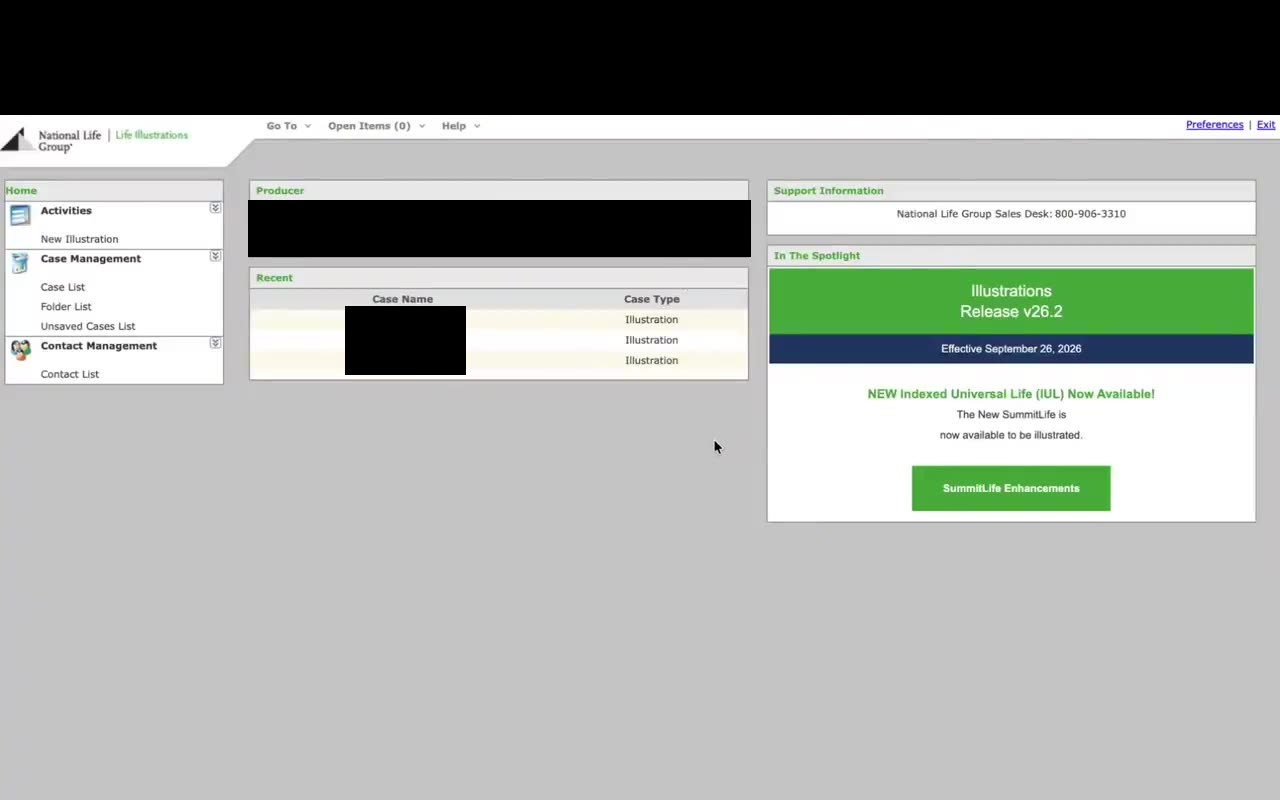 National Life Group® | Life Illustrations
Go To Open Items (0) Help
Preferences | Exit
Home
Activities
New Illustration
Case Management
Case List
Folder List
Unsaved Cases List
Contact Management
Contact List
Producer
Recent
Case Name Case Type
Illustration
Illustration
Illustration
Support Information
National Life Group Sales Desk: 800-906-3310
In The Spotlight
Illustrations
Release v26.2
Effective September 26, 2026
NEW Indexed Universal Life (IUL) Now Available!
The New SummitLife is
now available to be illustrated.
SummitLife Enhancements